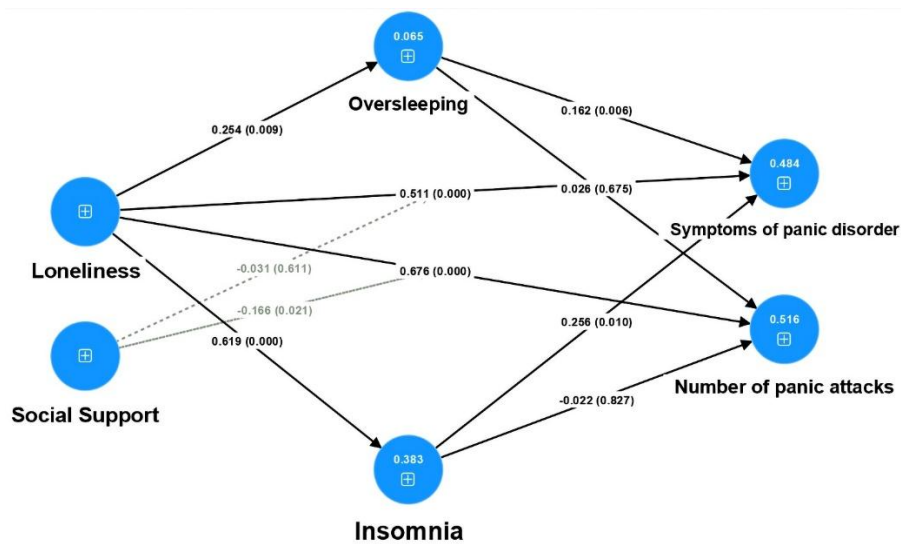 0.065
Oversleeping
0.254 (0.009)
0.162 (0.006)
0.484
Symptoms of panic disorder
0.511 (0.000)
0.026 (0.675)
Loneliness
-0.031 (0.611)
0.676 (0.000)
-0.166 (0.021)
0.516
Number of panic attacks
0.256 (0.010)
0.619 (0.000)
Social Support
-0.022 (0.827)
0.383
Insomnia